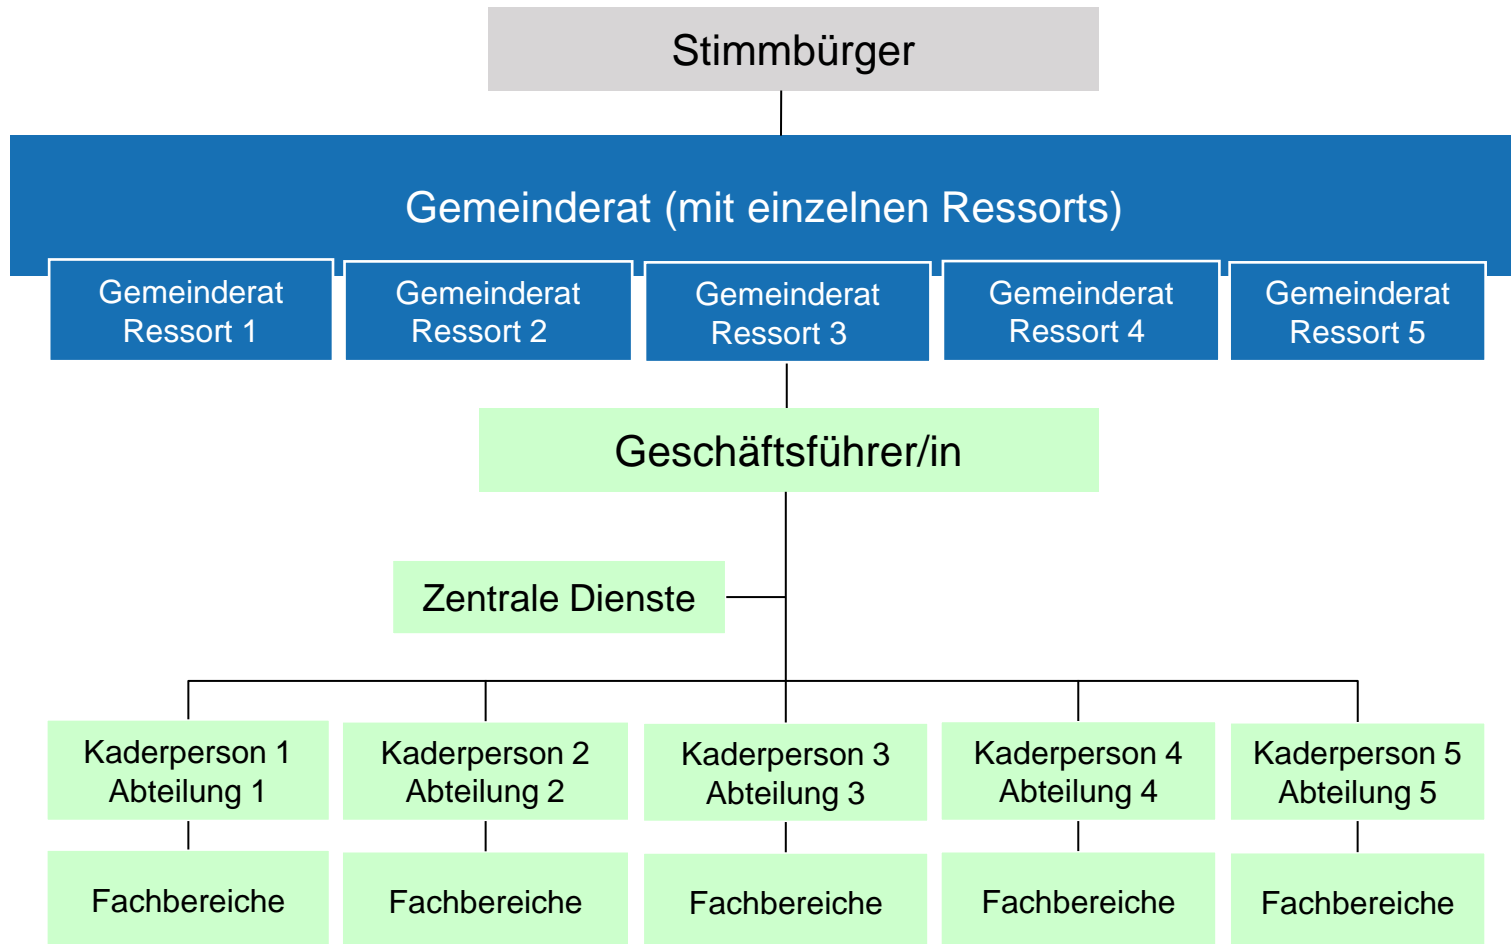 Stimmbürger
Gemeinderat (mit einzelnen Ressorts)
Gemeinderat
Ressort 1
Gemeinderat
Ressort 2
Gemeinderat
Ressort 3
Gemeinderat
Ressort 4
Gemeinderat
Ressort 5
Geschäftsführer/in
Zentrale Dienste
Kaderperson 1
Abteilung 1
Kaderperson 2
Abteilung 2
Kaderperson 3
Abteilung 3
Kaderperson 4
Abteilung 4
Kaderperson 5
Abteilung 5
Fachbereiche
Fachbereiche
Fachbereiche
Fachbereiche
Fachbereiche